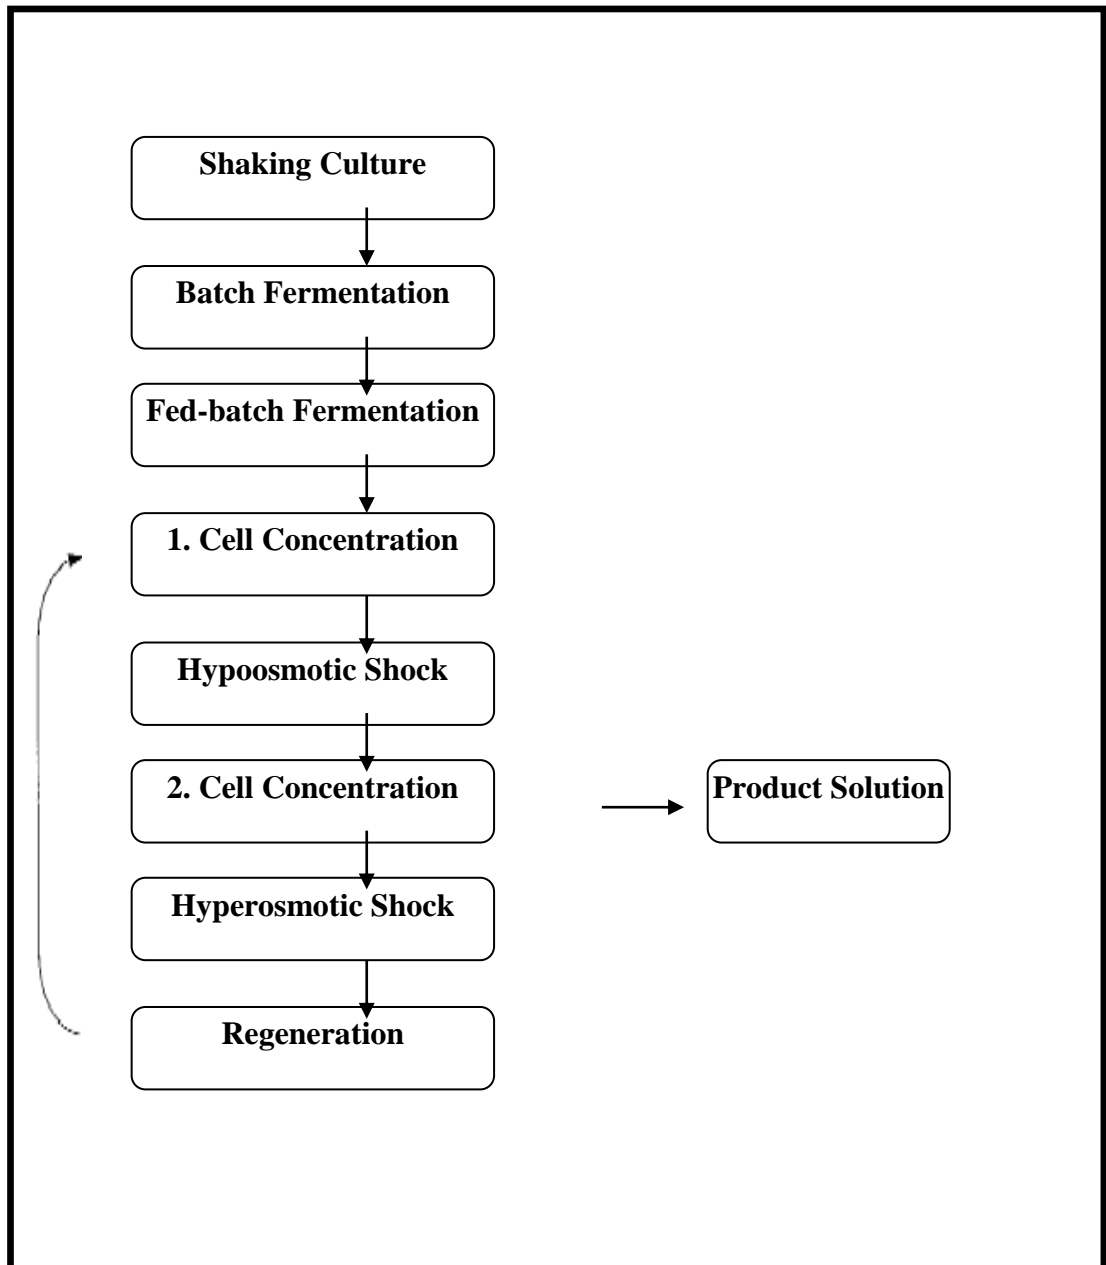 Shaking Culture
Batch Fermentation
Fed-batch Fermentation
1. Cell Concentration
Hypoosmotic Shock
2. Cell Concentration
Product Solution
Hyperosmotic Shock
Regeneration